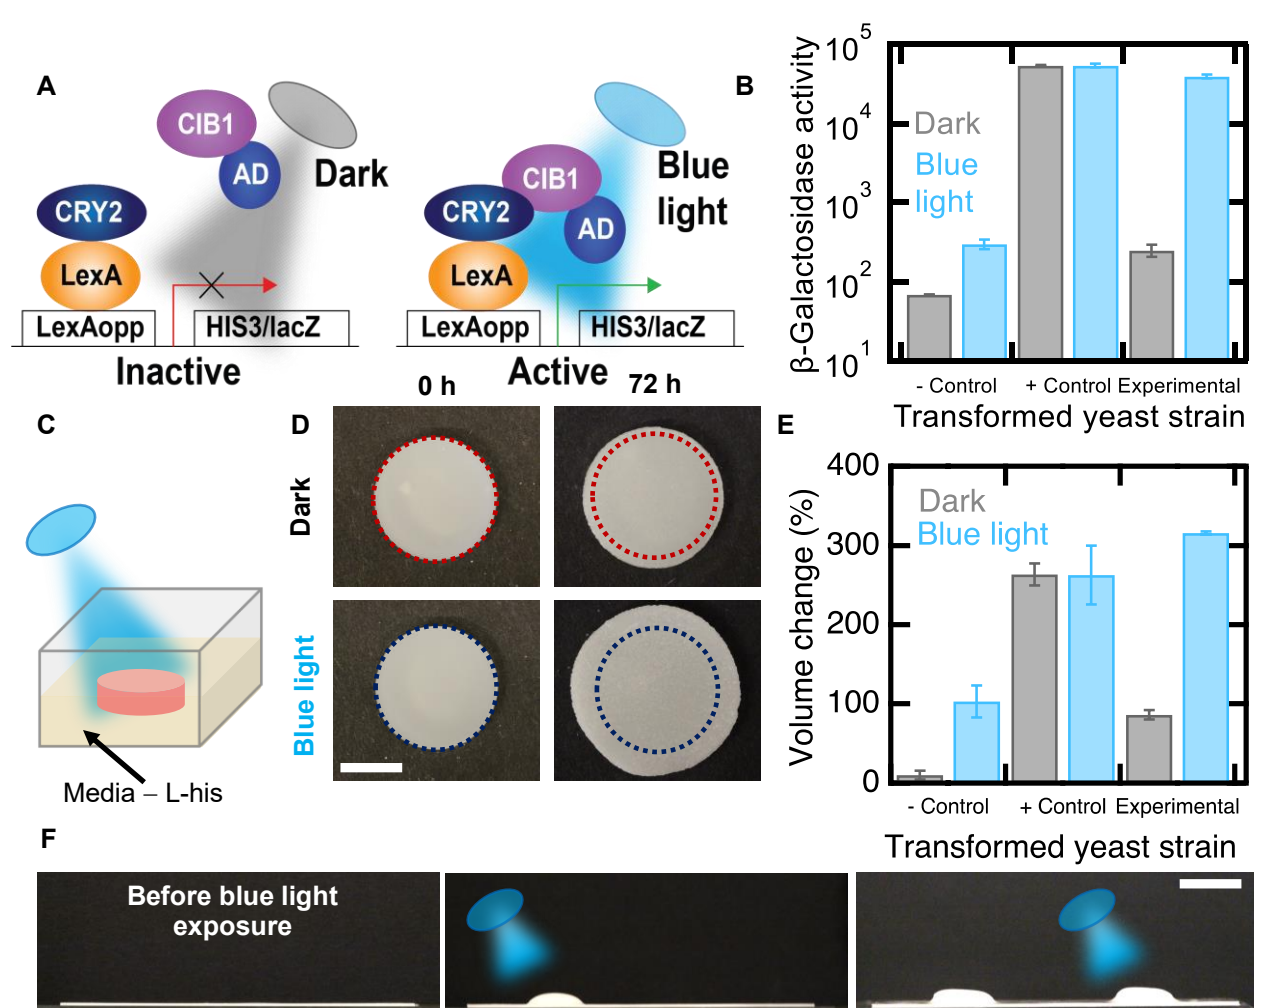 A
CIB1
AD
Dark
CRY2
LexA
LexAopp
HIS3/lacZ
Inactive
CIB1
CRY2
AD
Blue
light
LexA
LexAopp
HIS3/lacZ
Active
B
β-Galactosidase activity
10^5
10^4
10^3
10^2
10^1
Dark
Blue
light
- Control
+ Control
Experimental
Transformed yeast strain
C
Media – L-his
D
0 h
72 h
Dark
Blue light
E
Volume change (%)
400
300
200
100
0
Dark
Blue light
- Control
+ Control
Experimental
Transformed yeast strain
F
Before blue light
exposure